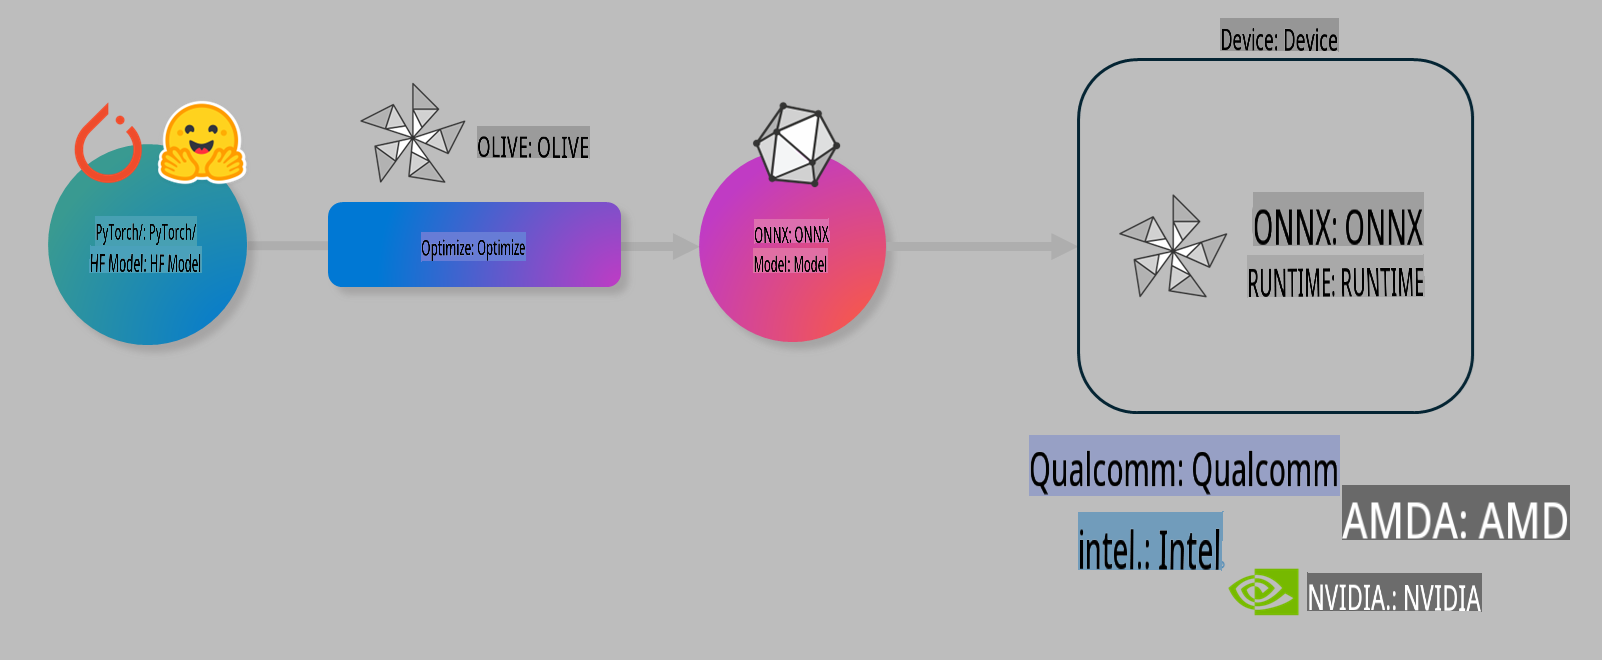 Device: Device
OLIVE: OLIVE
PyTorch/: PyTorch/
HF Model: HF Model
Optimize: Optimize
ONNX: ONNX
Model: Model
ONNX: ONNX
RUNTIME: RUNTIME
Qualcomm: Qualcomm
AMDA: AMD
intel.: Intel
NVIDIA.: NVIDIA